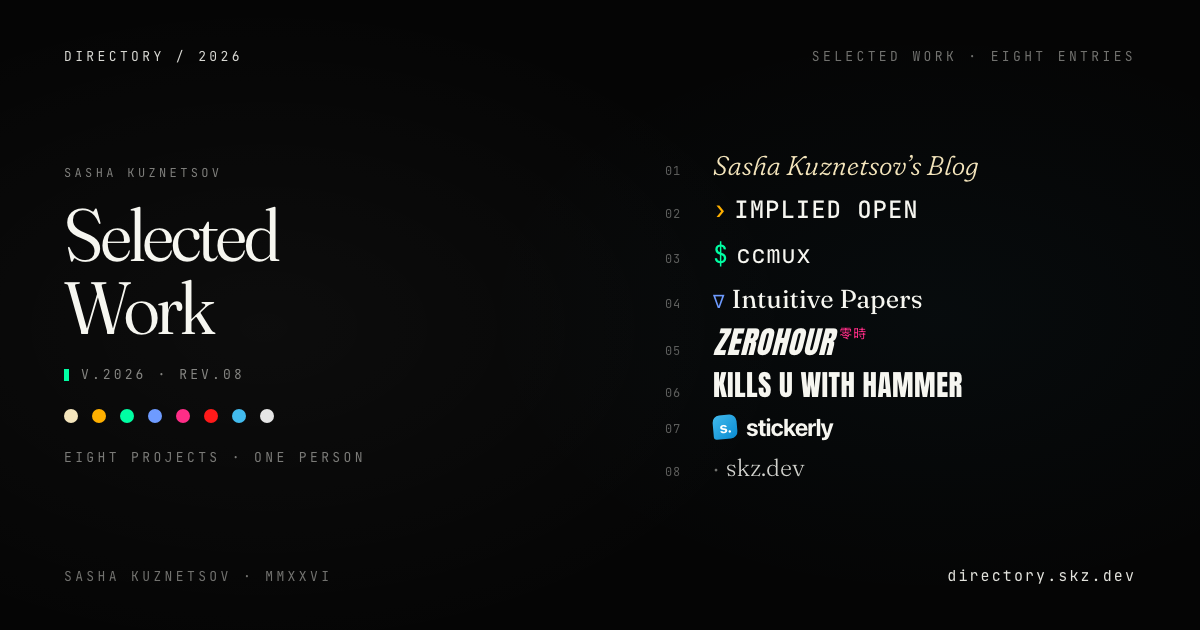 DIRECTORY / 2026
SELECTED WORK · EIGHT ENTRIES
SASHA KUZNETSOV
Selected
Work
V.2026 · REV.08
EIGHT PROJECTS · ONE PERSON
01 Sasha Kuznetsov’s Blog
02 › IMPLIED OPEN
03 $ ccmux
04 ∇ Intuitive Papers
05 ZEROHOUR 零時
06 KILLS U WITH HAMMER
07 s. stickerly
08 · skz.dev
SASHA KUZNETSOV · MMXXVI
directory.skz.dev